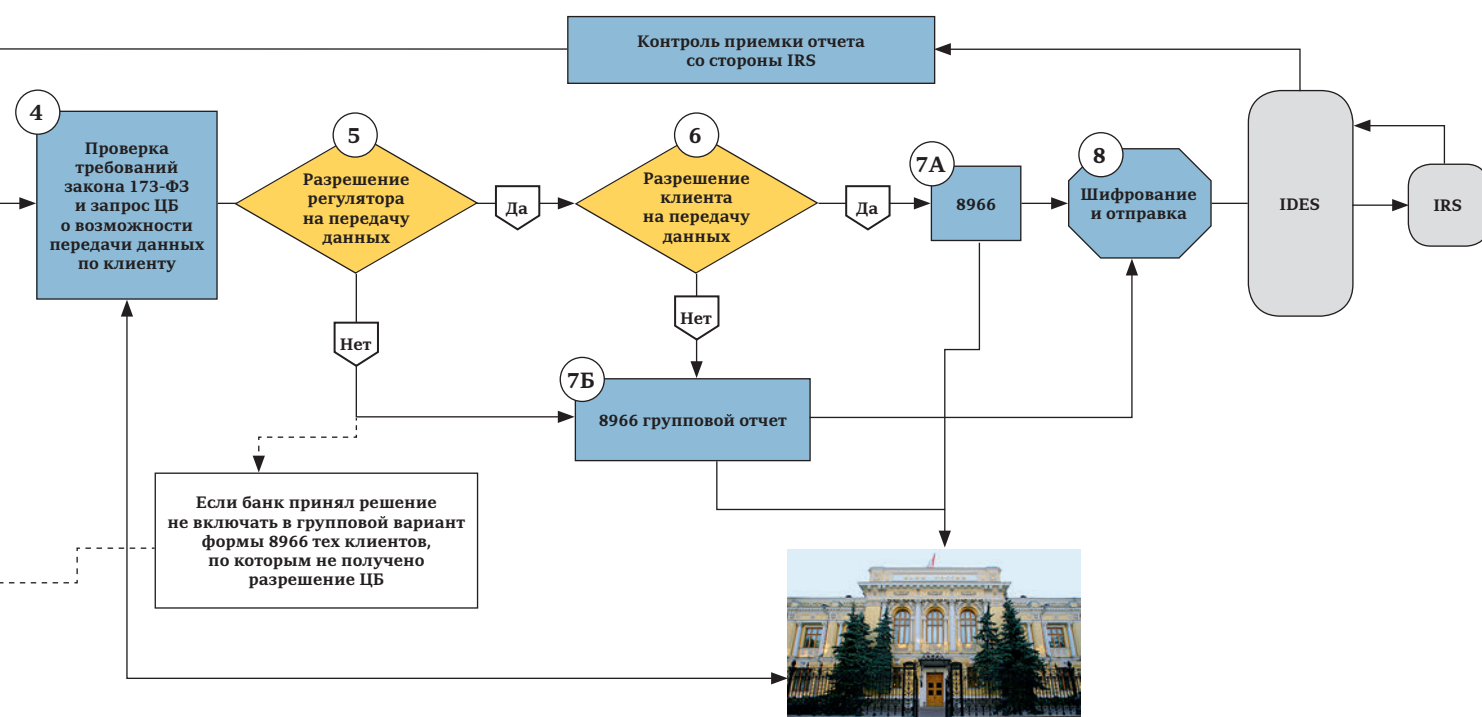 Контроль приемки отчета
со стороны IRS
4
Проверка
требований
закона 173-ФЗ
и запрос ЦБ
о возможности
передачи данных
по клиенту
5
Разрешение
регулятора
на передачу
данных
Да
Нет
6
Разрешение
клиента
на передачу
данных
Да
Нет
7А
8966
8
Шифрование
и отправка
IDES
IRS
7Б
8966 групповой отчет
Если банк принял решение
не включать в групповой вариант
формы 8966 тех клиентов,
по которым не получено
разрешение ЦБ